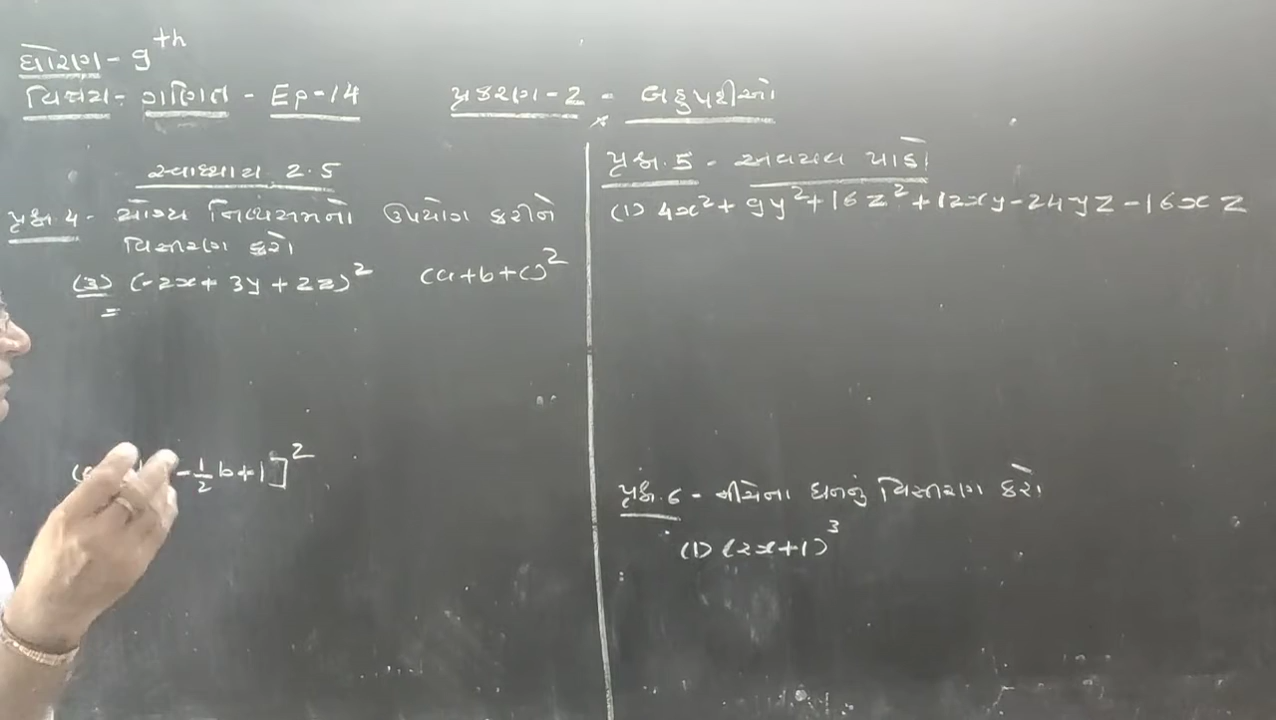 ધોરણ - 9th
વિષય - ગણિત - Ep-14
પ્રકરણ-2 - બહુપદીઓ
સ્વાધ્યાય 2.5
પ્રશ્ન.4 - યોગ્ય નિત્યસમનો ઉપયોગ કરીને
વિસ્તરણ કરો
(3) (-2x + 3y + 2z)² (a+b+c)²
=
- 1/2 b + 1]²
પ્રશ્ન.5 - અવયવ પાડો
(1) 4x² + 9y² + 16z² + 12xy - 24yz - 16xz
પ્રશ્ન.6 - નીચેના ઘનનું વિસ્તરણ કરો
(1) (2x+1)³